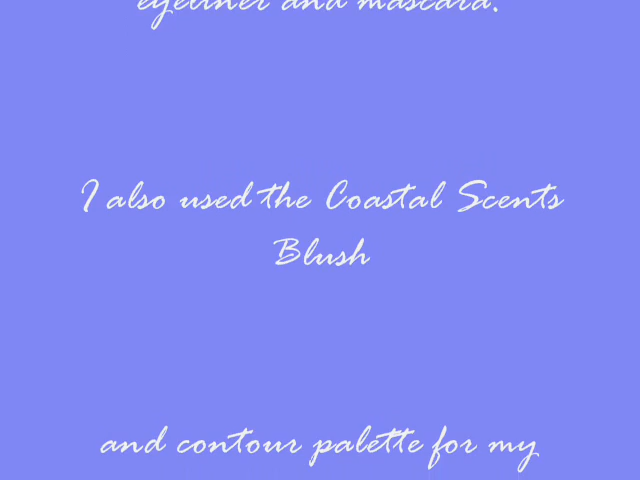 eyeliner and mascara.
I also used the Coastal Scents
Blush
and contour palette for my